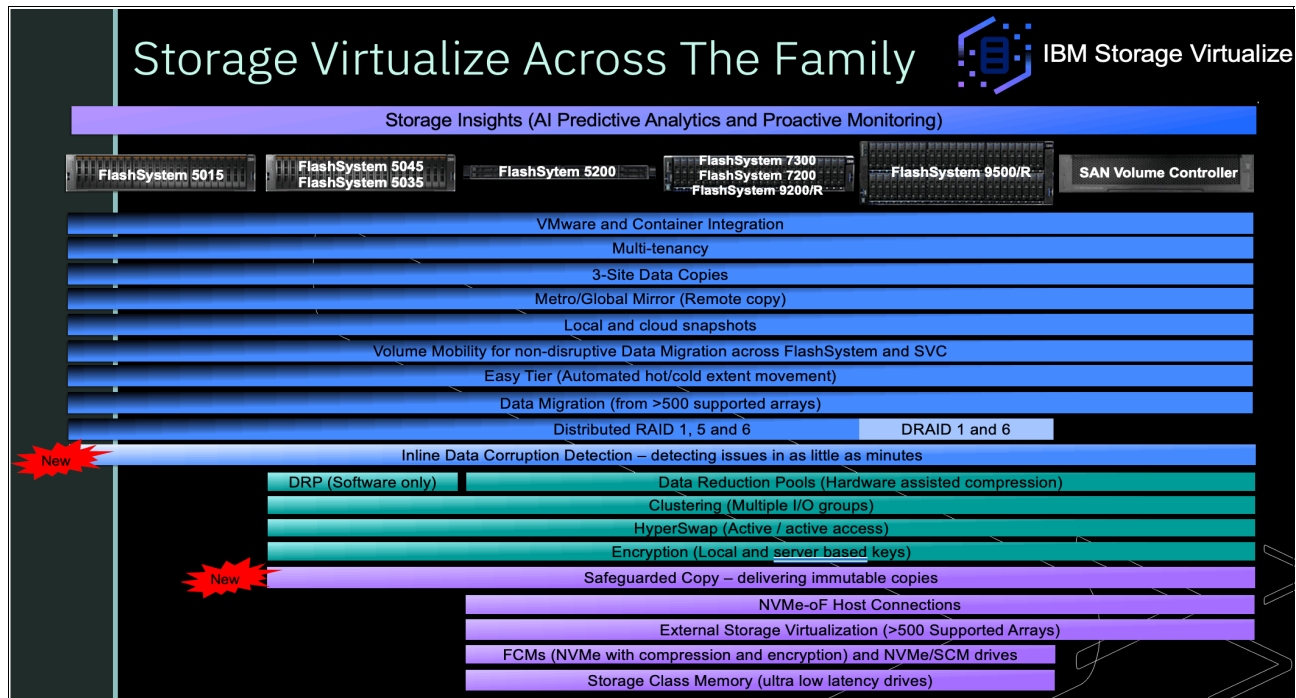 Storage Virtualize Across The Family
IBM Storage Virtualize
Storage Insights (AI Predictive Analytics and Proactive Monitoring)
FlashSystem 5015
FlashSystem 5045
FlashSystem 5035
FlashSytem 5200
FlashSystem 7300
FlashSystem 7200
FlashSystem 9200/R
FlashSystem 9500/R
SAN Volume Controller
VMware and Container Integration
Multi-tenancy
3-Site Data Copies
Metro/Global Mirror (Remote copy)
Local and cloud snapshots
Volume Mobility for non-disruptive Data Migration across FlashSystem and SVC
Easy Tier (Automated hot/cold extent movement)
Data Migration (from >500 supported arrays)
Distributed RAID 1, 5 and 6
DRAID 1 and 6
New
Inline Data Corruption Detection – detecting issues in as little as minutes
DRP (Software only)
Data Reduction Pools (Hardware assisted compression)
Clustering (Multiple I/O groups)
HyperSwap (Active / active access)
Encryption (Local and server based keys)
New
Safeguarded Copy – delivering immutable copies
NVMe-oF Host Connections
External Storage Virtualization (>500 Supported Arrays)
FCMs (NVMe with compression and encryption) and NVMe/SCM drives
Storage Class Memory (ultra low latency drives)